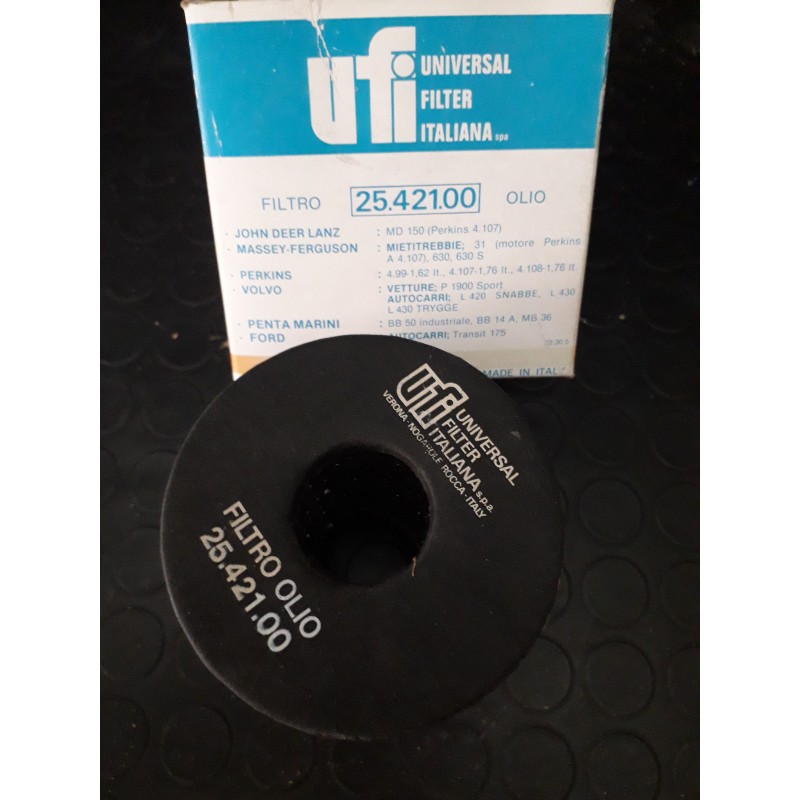 ufi UNIVERSAL
FILTER
ITALIANA spa
FILTRO 25.421.00 OLIO
· JOHN DEER LANZ : MD 150 (Perkins 4.107)
· MASSEY-FERGUSON : MIETITREBBIE; 31 (motore Perkins
A 4.107), 630, 630 S
· PERKINS : 4.99-1,62 lt., 4.107-1,76 lt., 4.108-1,76 lt.
· VOLVO : VETTURE; P 1900 Sport
AUTOCARRI; L 420 SNABBE, L 430
L 430 TRYGGE
· PENTA MARINI : BB 50 industriale, BB 14 A, MB 36
· FORD AUTOCARRI; Transit 175
MADE IN ITAL
ufi UNIVERSAL
FILTER
ITALIANA s.p.a.
VERONA-NOGAROLE ROCCA-ITALY
FILTRO OLIO
25.421.00